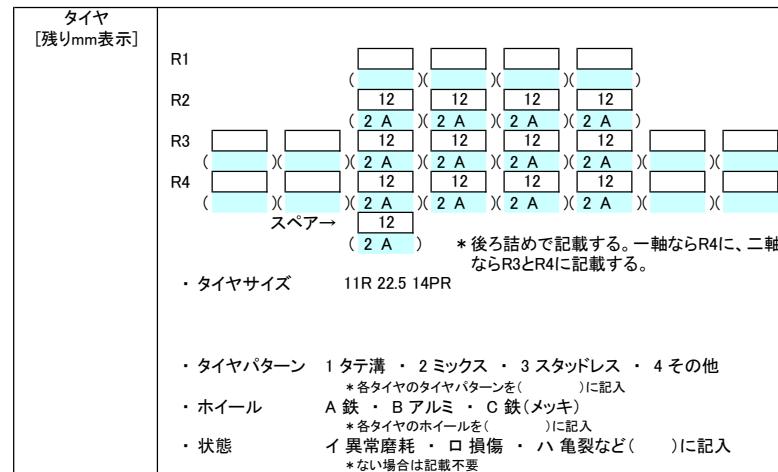 タイヤ
[残りmm表示]
R1
( )( )( )( )
R2 12 12 12 12
( 2 A )( 2 A )( 2 A )( 2 A )
R3 12 12 12 12
( )( )( 2 A )( 2 A )( 2 A )( 2 A )( )(
R4 12 12 12 12
( )( )( 2 A )( 2 A )( 2 A )( 2 A )( )(
スペア→ 12
( 2 A ) *後ろ詰めで記載する。一軸ならR4に、二軸
ならR3とR4に記載する。
・ タイヤサイズ 11R 22.5 14PR
・ タイヤパターン 1 タテ溝 ・ 2 ミックス ・ 3 スタッドレス ・ 4 その他
*各タイヤのタイヤパターンを( )に記入
・ ホイール A 鉄 ・ B アルミ ・ C 鉄(メッキ)
*各タイヤのホイールを( )に記入
・ 状態 イ 異常磨耗 ・ ロ 損傷 ・ ハ 亀裂など( )に記入
*ない場合は記載不要